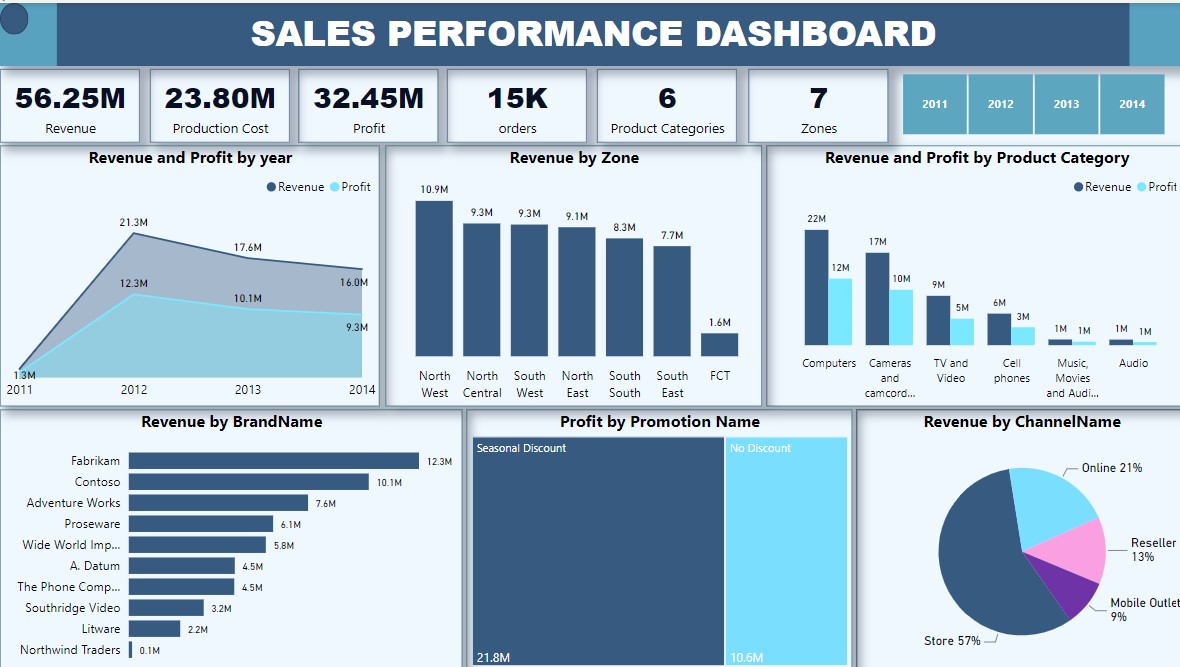 SALES PERFORMANCE DASHBOARD
56.25M
Revenue
23.80M
Production Cost
32.45M
Profit
15K
orders
6
Product Categories
7
Zones
2011
2012
2013
2014
Revenue and Profit by year
Revenue Profit
21.3M
17.6M
16.0M
12.3M
10.1M
9.3M
1.3M
2011 2012 2013 2014
Revenue by Zone
10.9M
9.3M
9.3M
9.1M
8.3M
7.7M
1.6M
North West
North Central
South West
North East
South South
South East
FCT
Revenue and Profit by Product Category
Revenue Profit
22M
12M
17M
10M
9M
5M
6M
3M
1M
1M
1M
1M
Computers
Cameras
and
camcord...
TV and
Video
Cell
phones
Music,
Movies
and Audi...
Audio
Revenue by BrandName
Fabrikam 12.3M
Contoso 10.1M
Adventure Works 7.6M
Proseware 6.1M
Wide World Imp... 5.8M
A. Datum 4.5M
The Phone Comp... 4.5M
Southridge Video 3.2M
Litware 2.2M
Northwind Traders 0.1M
Profit by Promotion Name
Seasonal Discount
21.8M
No Discount
10.6M
Revenue by ChannelName
Online 21%
Reseller
13%
Mobile Outlet
9%
Store 57%